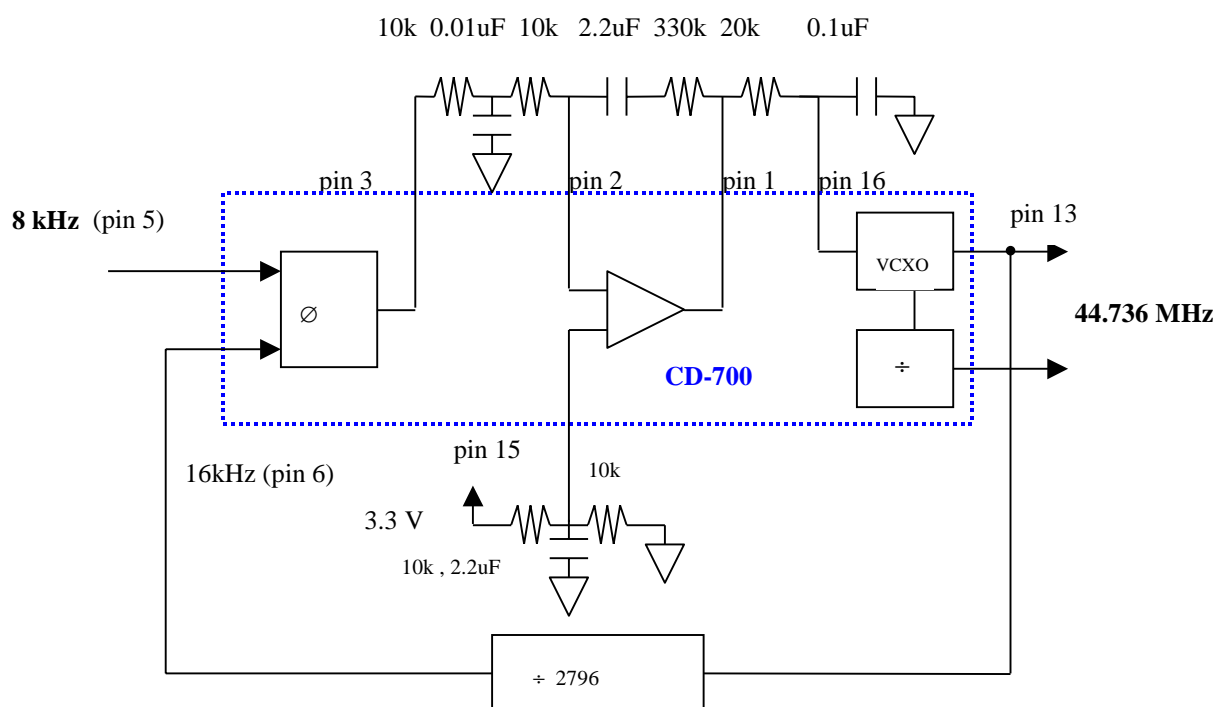 10k 0.01uF 10k 2.2uF 330k 20k 0.1uF
pin 3
pin 2
pin 1
pin 16
8 kHz (pin 5)
pin 13
VCXO
∅
44.736 MHz
CD-700
÷
pin 15
16kHz (pin 6)
10k
3.3 V
10k , 2.2uF
÷ 2796